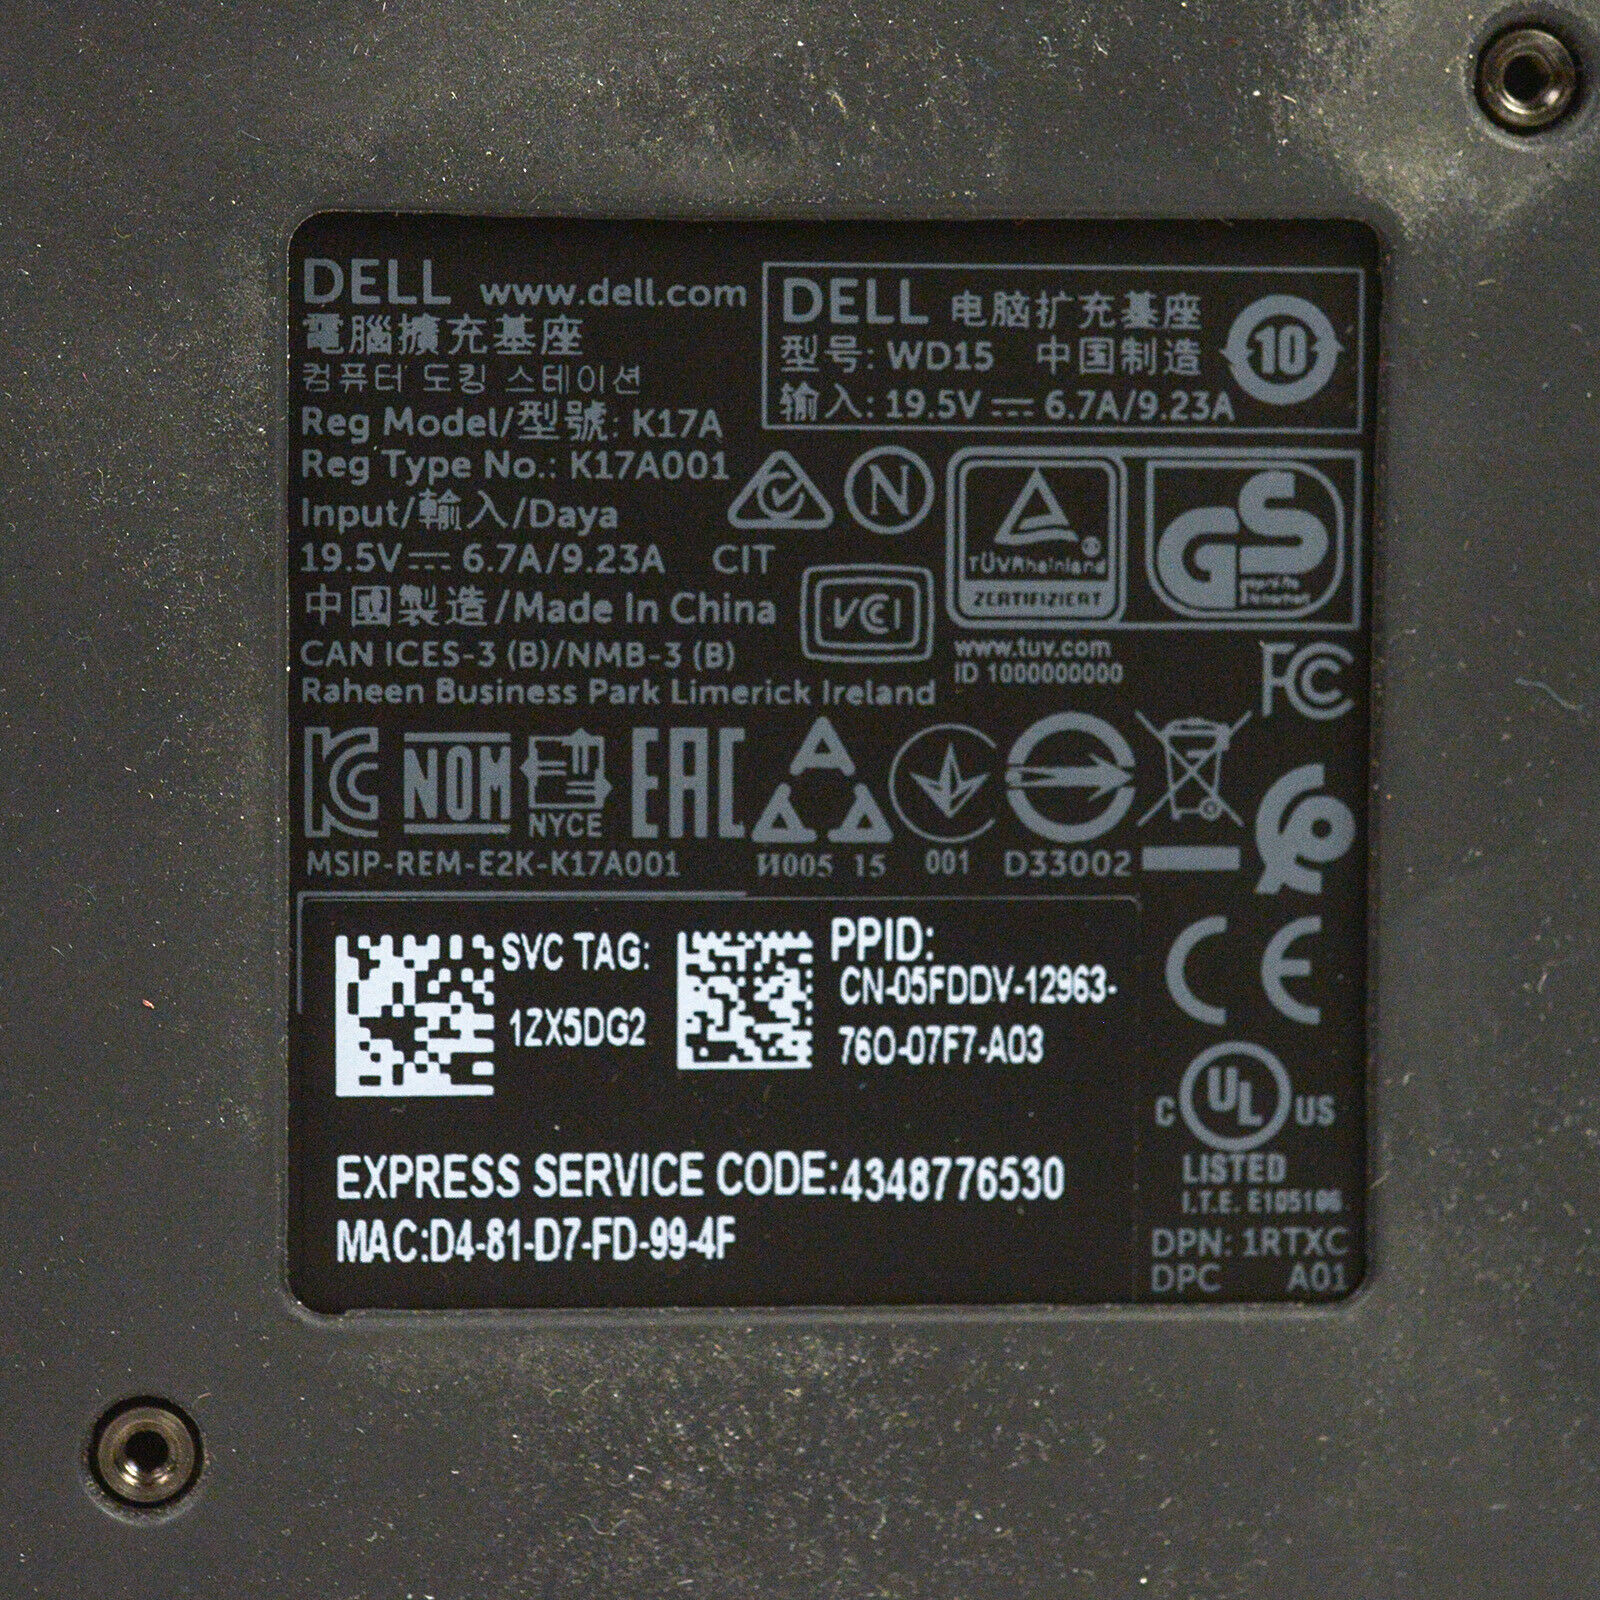 DELL www.dell.com
電腦擴充基座
컴퓨터 도킹 스테이션
Reg Model/型號: K17A
Reg Type No.: K17A001
Input/輸入/Daya
19.5V⎓6.7A/9.23A CIT
中國製造/Made In China
CAN ICES-3 (B)/NMB-3 (B)
Raheen Business Park Limerick Ireland
DELL 电脑扩充基座
型号: WD15 中国制造
输入: 19.5V⎓6.7A/9.23A
10
N
VCI
TÜVRheinland
ZERTIFIZIERT
GS
www.tuv.com
ID 1000000000
FC
KC NOM NYCE EAC
MSIP-REM-E2K-K17A001
И005 15 001 D33002
SVC TAG:
1ZX5DG2
PPID:
CN-05FDDV-12963-
760-07F7-A03
EXPRESS SERVICE CODE:4348776530
MAC:D4-81-D7-FD-99-4F
CE
C UL US
LISTED
I.T.E. E105106
DPN: 1RTXC
DPC A01